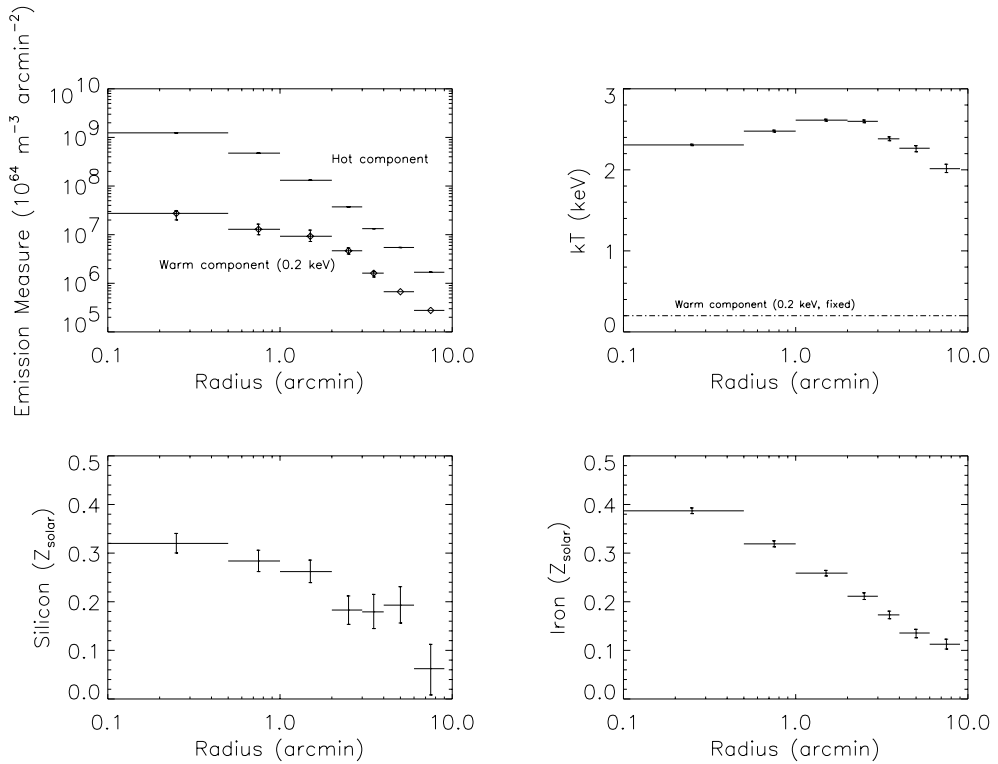 Emission Measure (10^64 m^-3 arcmin^-2)
10^10
10^9
10^8
10^7
10^6
10^5
Hot component
Warm component (0.2 keV)
0.1 1.0 10.0
Radius (arcmin)
kT (keV)
3
2
1
0
Warm component (0.2 keV, fixed)
0.1 1.0 10.0
Radius (arcmin)
Silicon (Z_solar)
0.5
0.4
0.3
0.2
0.1
0.0
0.1 1.0 10.0
Radius (arcmin)
Iron (Z_solar)
0.5
0.4
0.3
0.2
0.1
0.0
0.1 1.0 10.0
Radius (arcmin)